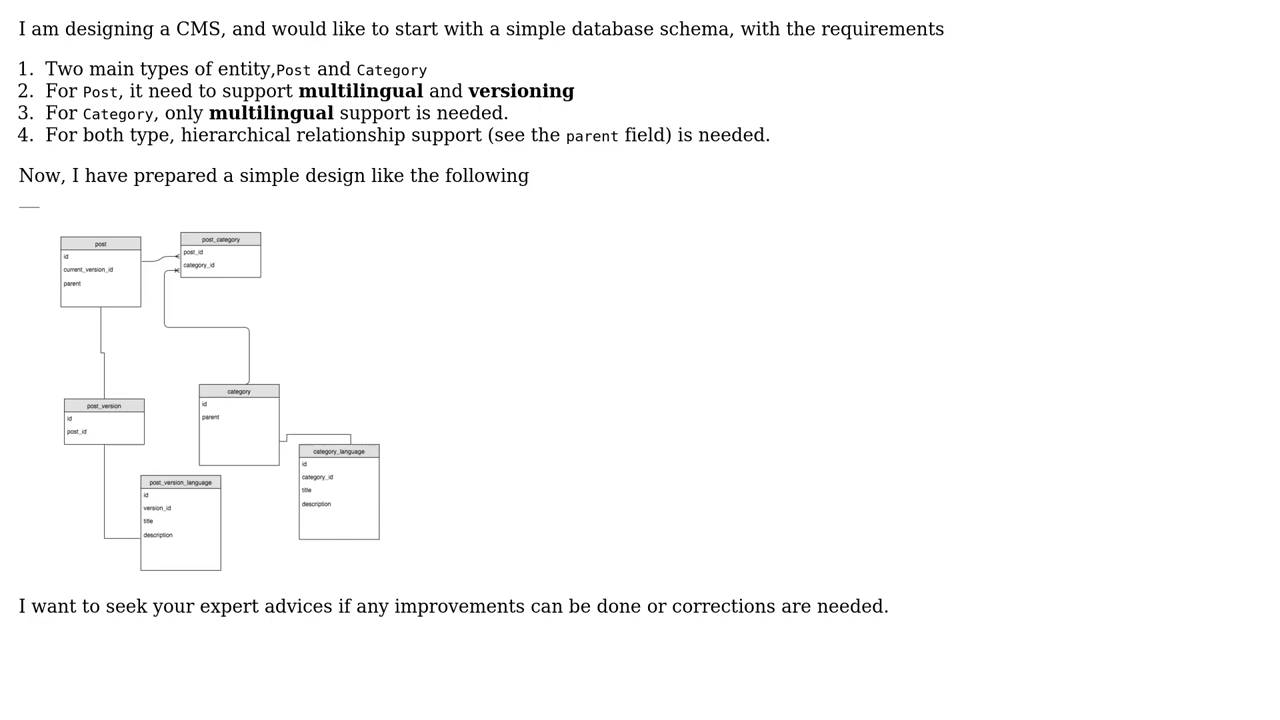 I am designing a CMS, and would like to start with a simple database schema, with the requirements
1. Two main types of entity,Post and Category
2. For Post, it need to support multilingual and versioning
3. For Category, only multilingual support is needed.
4. For both type, hierarchical relationship support (see the parent field) is needed.
Now, I have prepared a simple design like the following
post
id
current_version_id
parent
post_category
post_id
category_id
category
id
parent
post_version
id
post_id
category_language
id
category_id
title
description
post_version_language
id
version_id
title
description
I want to seek your expert advices if any improvements can be done or corrections are needed.